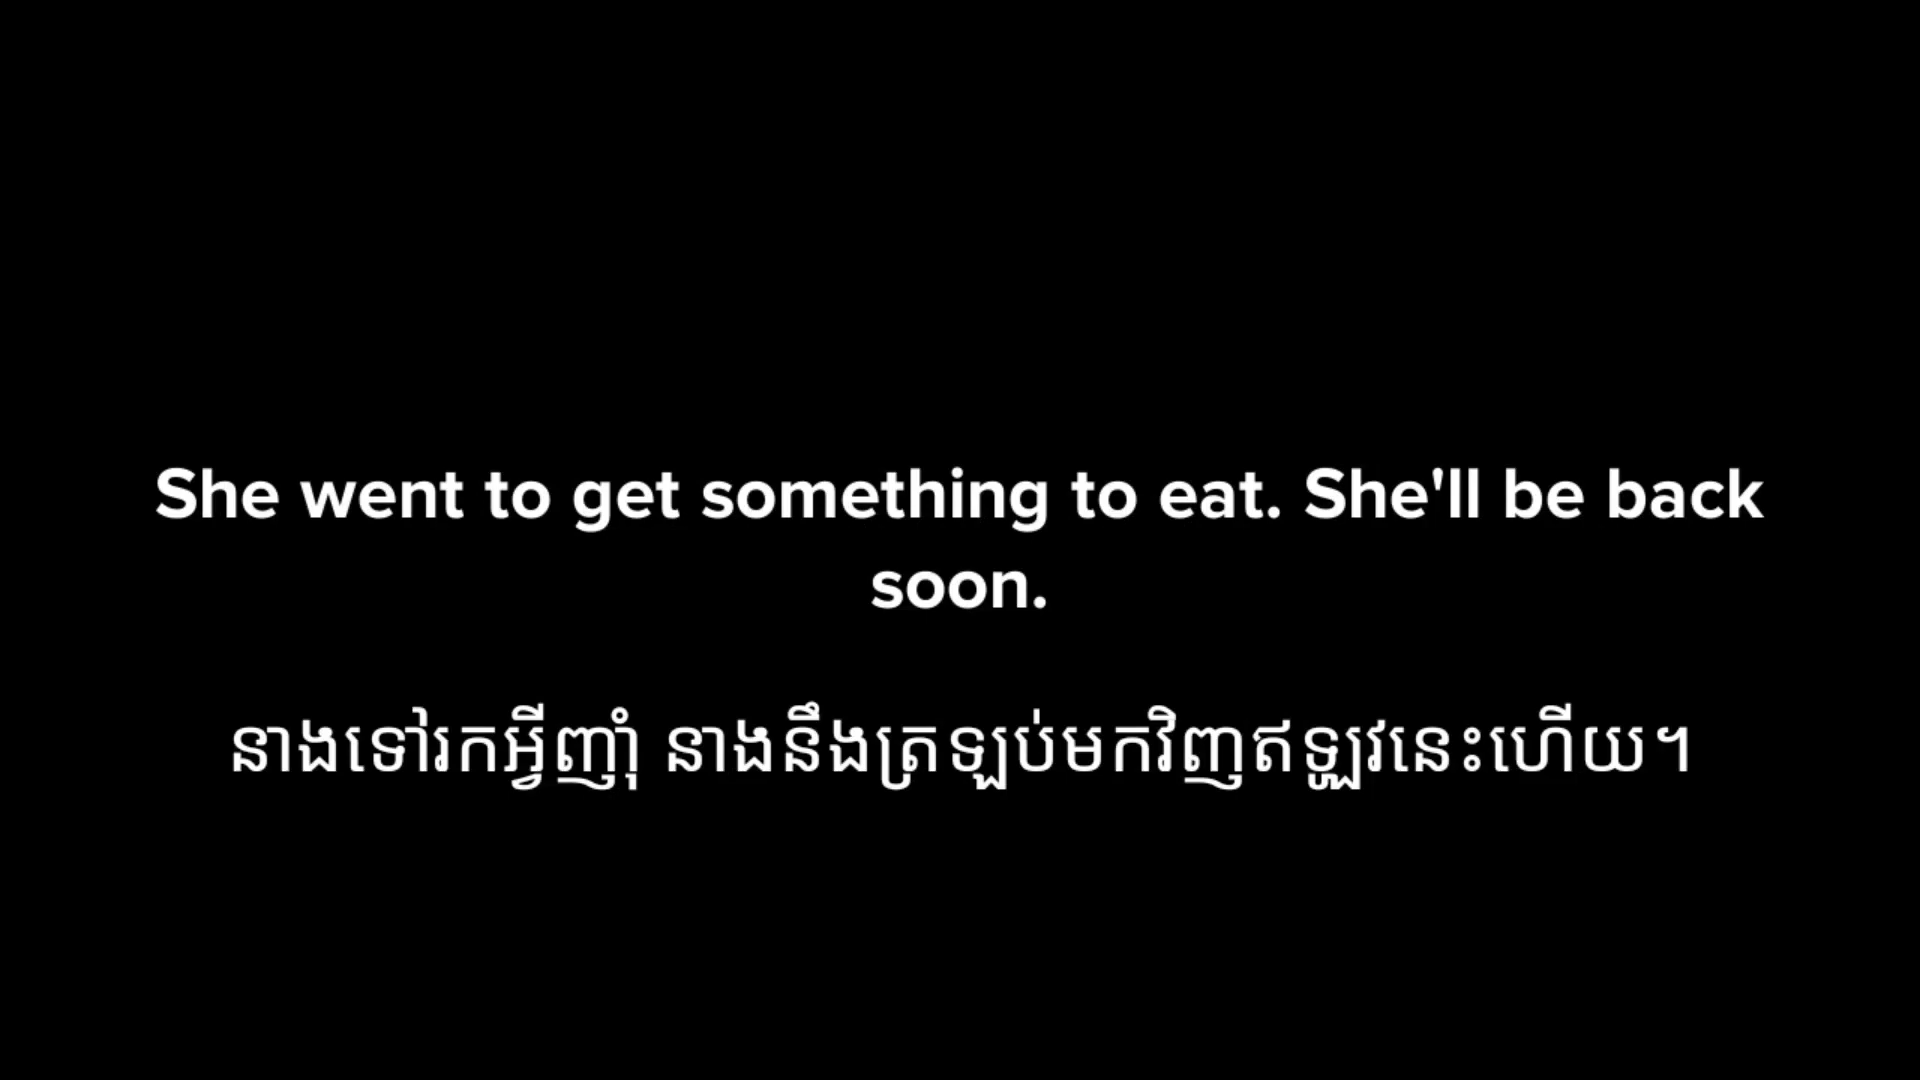 She went to get something to eat. She'll be back
soon.
នាងទៅរកអ្វីញ៉ាំ នាងនឹងត្រឡប់មកវិញឥឡូវនេះហើយ។